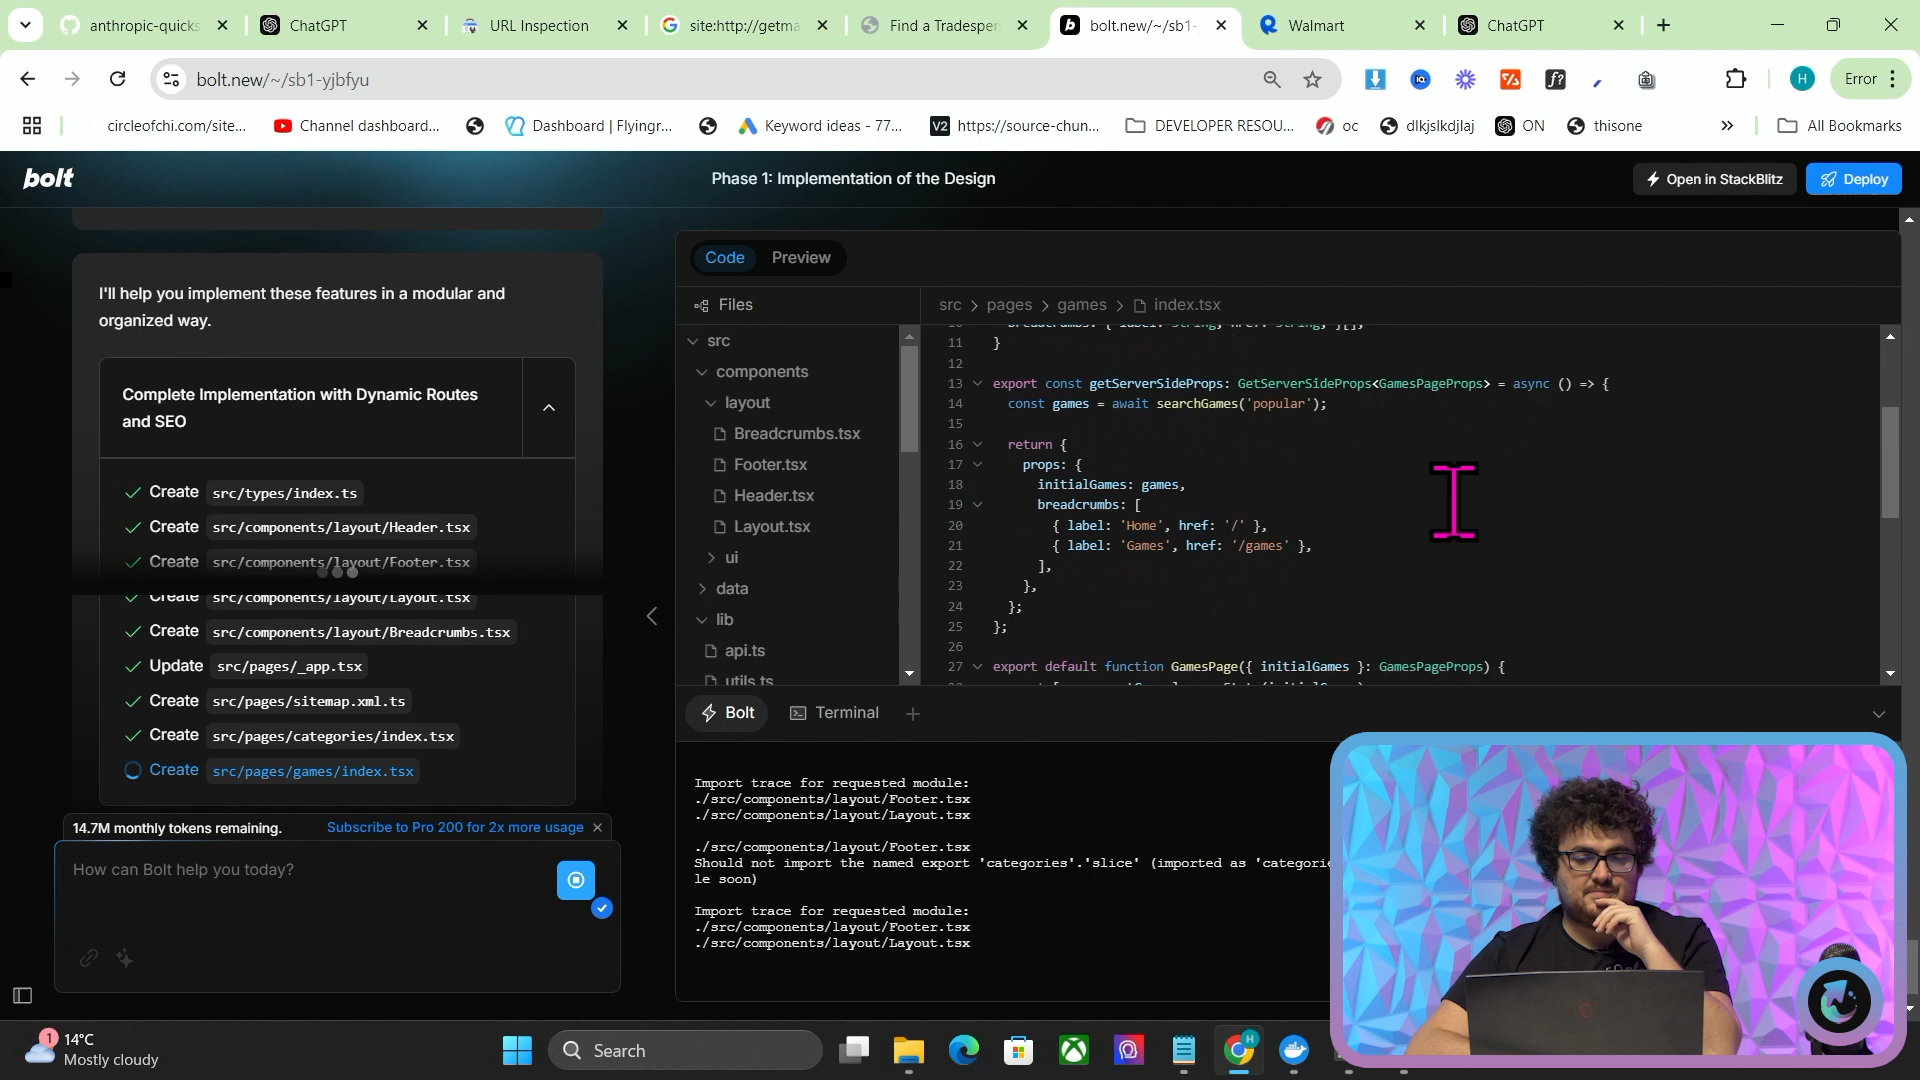 anthropic-quicks
ChatGPT
URL Inspection
site:http://getma
Find a Tradesper
bolt.new/~/sb1-
Walmart
ChatGPT
bolt.new/~/sb1-yjbfyu
H
Error
circleofchi.com/site...
Channel dashboard...
Dashboard | Flyingr...
Keyword ideas - 77...
V2
https://source-chun...
DEVELOPER RESOU...
oc
dlkjslkdjlaj
ON
thisone
All Bookmarks
bolt
Phase 1: Implementation of the Design
Open in StackBlitz
Deploy
I'll help you implement these features in a modular and
organized way.
Complete Implementation with Dynamic Routes
and SEO
Create src/types/index.ts
Create src/components/layout/Header.tsx
Create src/components/layout/Footer.tsx
Create src/components/layout/Layout.tsx
Create src/components/layout/Breadcrumbs.tsx
Update src/pages/_app.tsx
Create src/pages/sitemap.xml.ts
Create src/pages/categories/index.tsx
Create src/pages/games/index.tsx
14.7M monthly tokens remaining.
Subscribe to Pro 200 for 2x more usage
How can Bolt help you today?
Code
Preview
Files
src
components
layout
Breadcrumbs.tsx
Footer.tsx
Header.tsx
Layout.tsx
ui
data
lib
api.ts
utils.ts
src > pages > games > index.tsx
11 }
12
13 export const getServerSideProps: GetServerSideProps<GamesPageProps> = async () => {
14 const games = await searchGames('popular');
15
16 return {
17 props: {
18 initialGames: games,
19 breadcrumbs: [
20 { label: 'Home', href: '/' },
21 { label: 'Games', href: '/games' },
22 ],
23 },
24 };
25 };
26
27 export default function GamesPage({ initialGames }: GamesPageProps) {
Bolt
Terminal
Import trace for requested module:
./src/components/layout/Footer.tsx
./src/components/layout/Layout.tsx
./src/components/layout/Footer.tsx
Should not import the named export 'categories'.'slice' (imported as 'categorie
le soon)
Import trace for requested module:
./src/components/layout/Footer.tsx
./src/components/layout/Layout.tsx
1
14°C
Mostly cloudy
Search
H